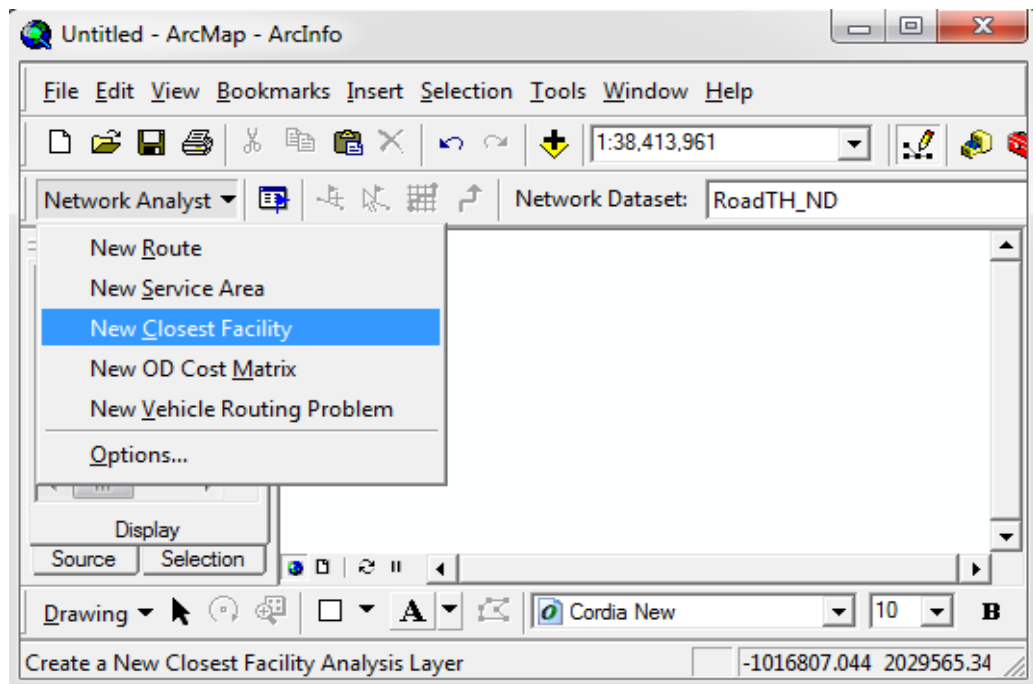 Untitled - ArcMap - ArcInfo
File Edit View Bookmarks Insert Selection Tools Window Help
1:38,413,961
Network Analyst Network Dataset: RoadTH_ND
New Route
New Service Area
New Closest Facility
New OD Cost Matrix
New Vehicle Routing Problem
Options...
Display
Source Selection
Drawing A Cordia New 10 B
Create a New Closest Facility Analysis Layer -1016807.044 2029565.34